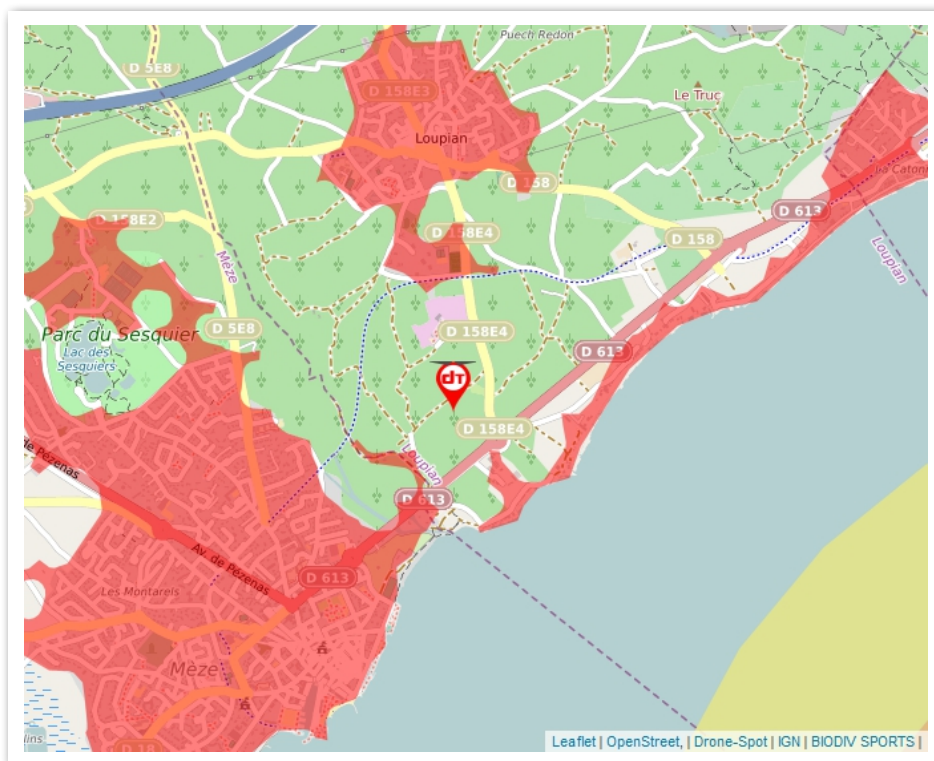 Puech Redon
D 5E8
D 158E3
Le Truc
Loupian
D 158
D 613
D 158E2
D 158E4
D 158
Loupian
Mèze
D 5E8
Parc du Sesquier
Lac des
Sesquiers
D 158E4
D 613
dT
D 158E4
de Pézenas
Loupian
D 613
Av. de Pézenas
D 613
Les Montarels
Mèze
D 18
Leaflet | OpenStreet, | Drone-Spot | IGN | BIODIV SPORTS |